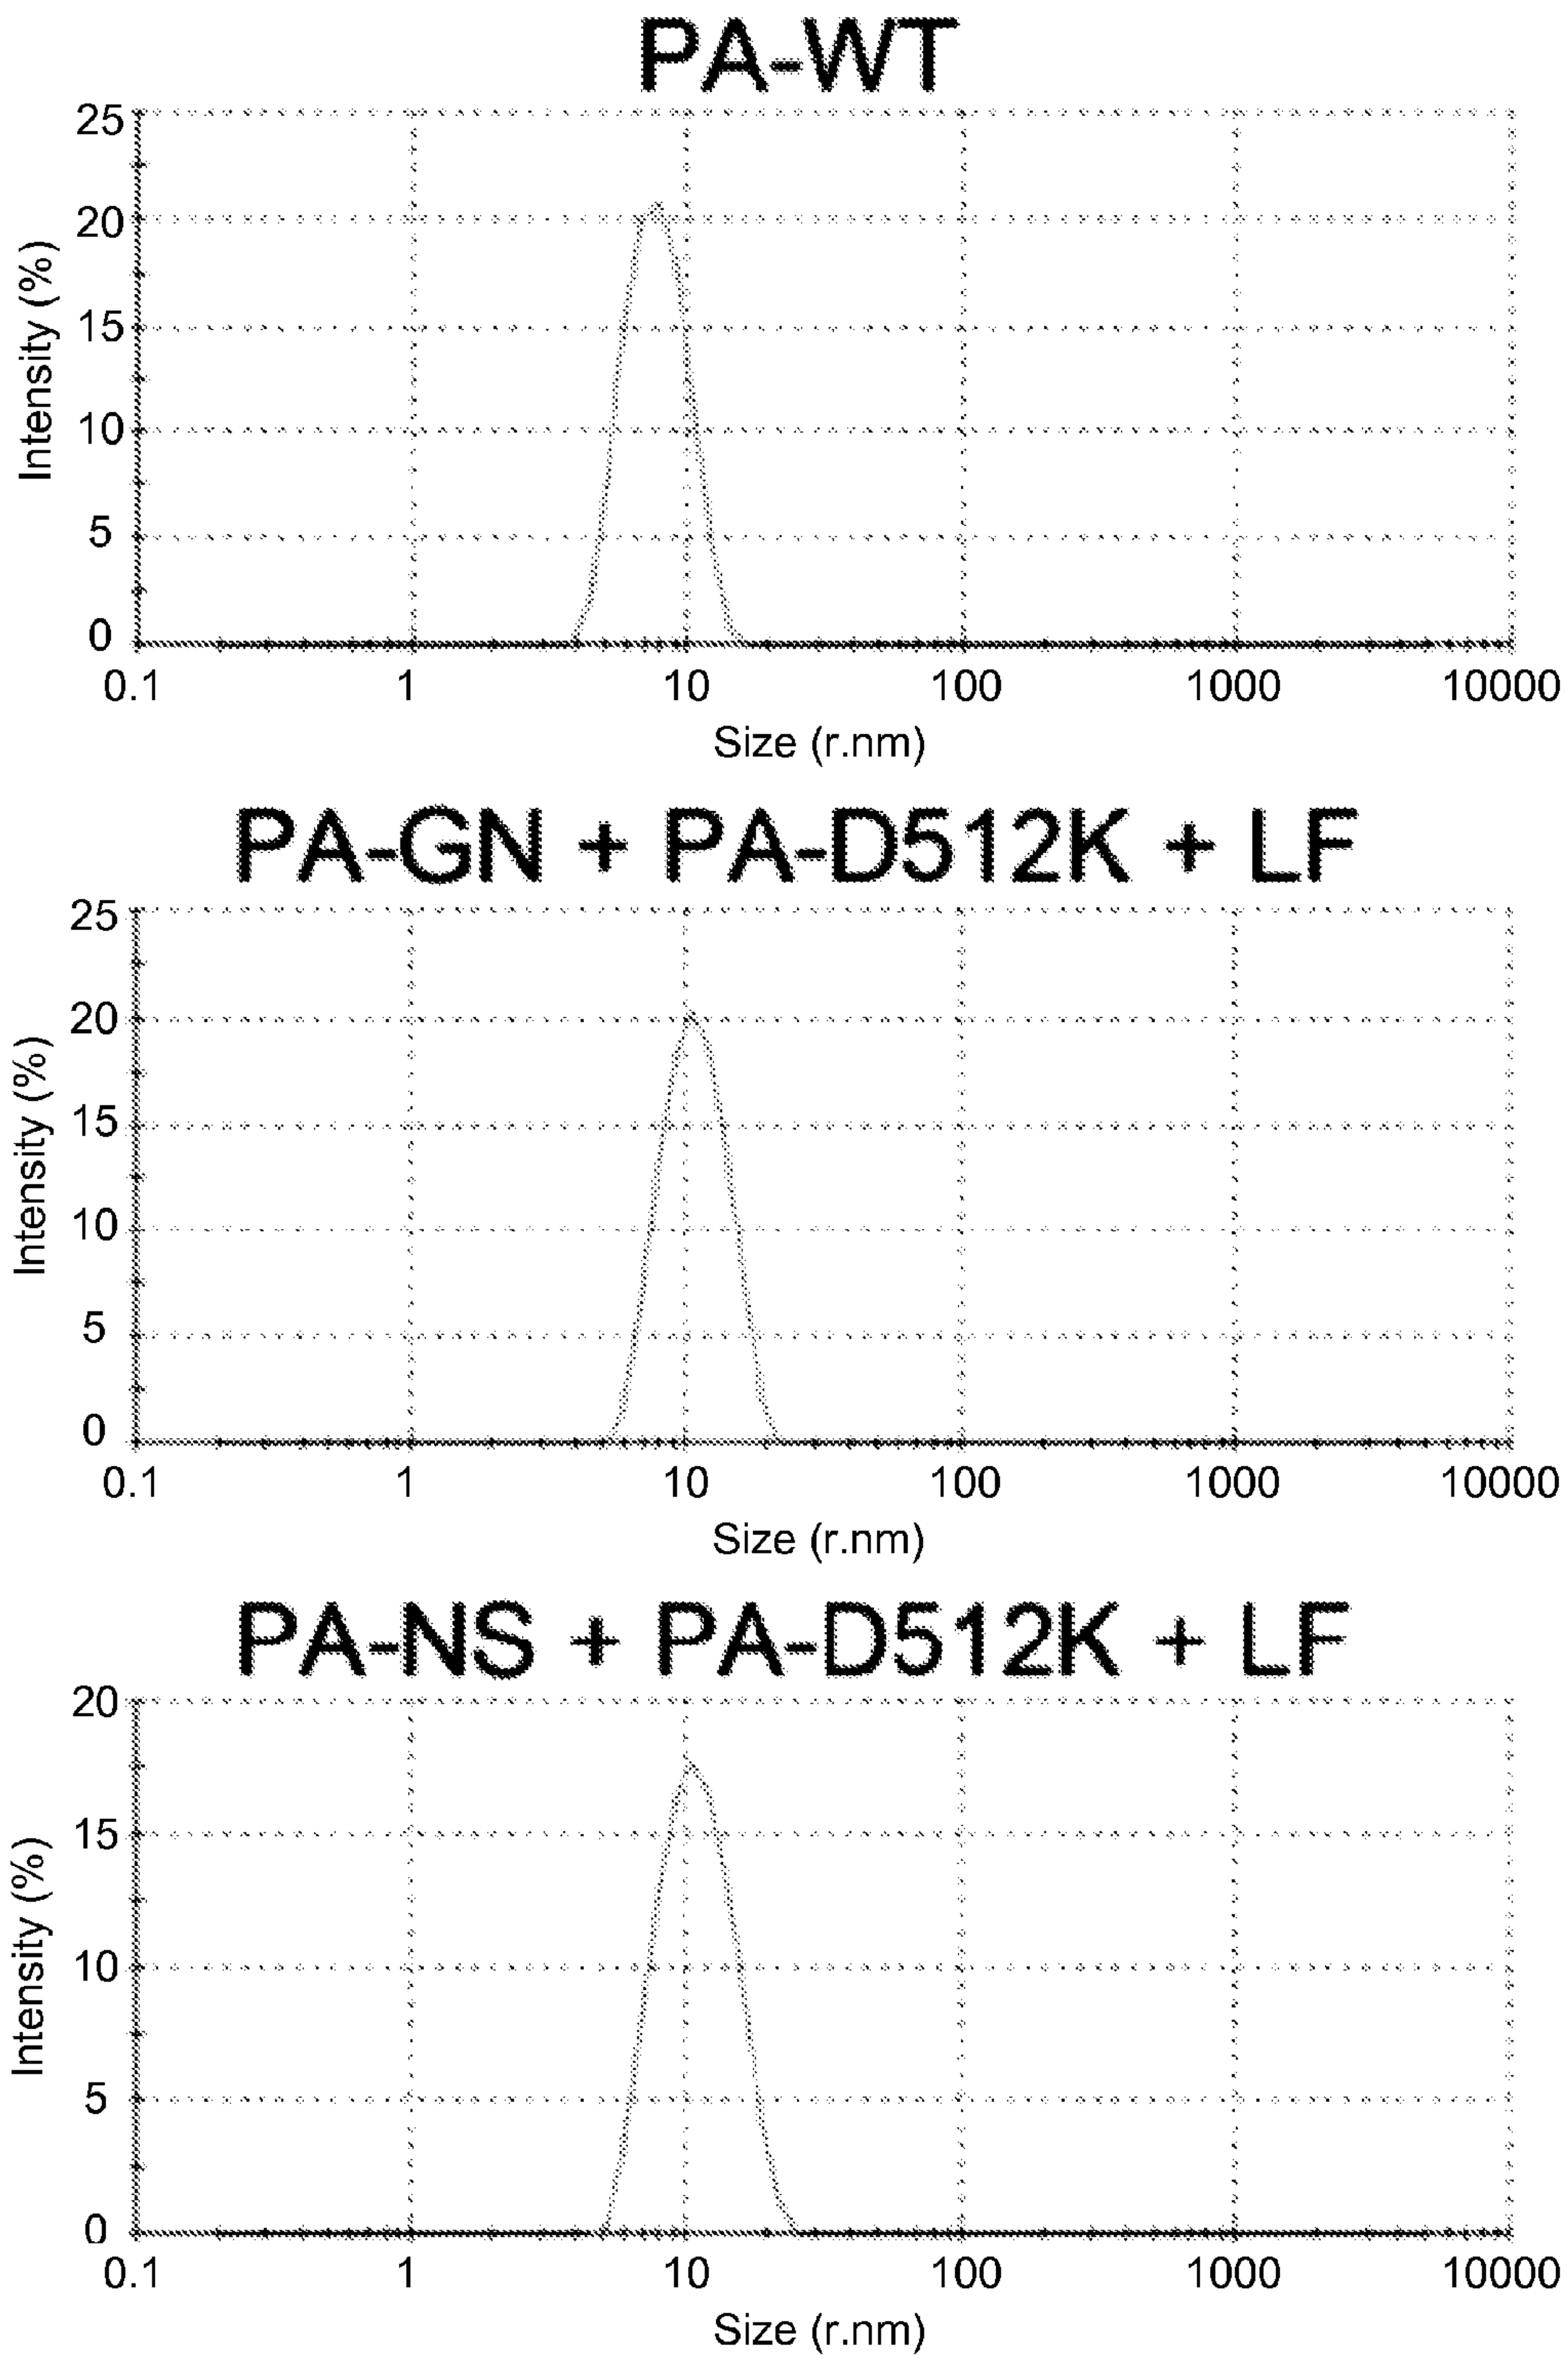 PA-WT
25
20
15
10
5
0
Intensity (%)
0.1 1 10 100 1000 10000
Size (r.nm)
PA-GN + PA-D512K + LF
25
20
15
10
5
0
Intensity (%)
0.1 1 10 100 1000 10000
Size (r.nm)
PA-NS + PA-D512K + LF
20
15
10
5
0
Intensity (%)
0.1 1 10 100 1000 10000
Size (r.nm)